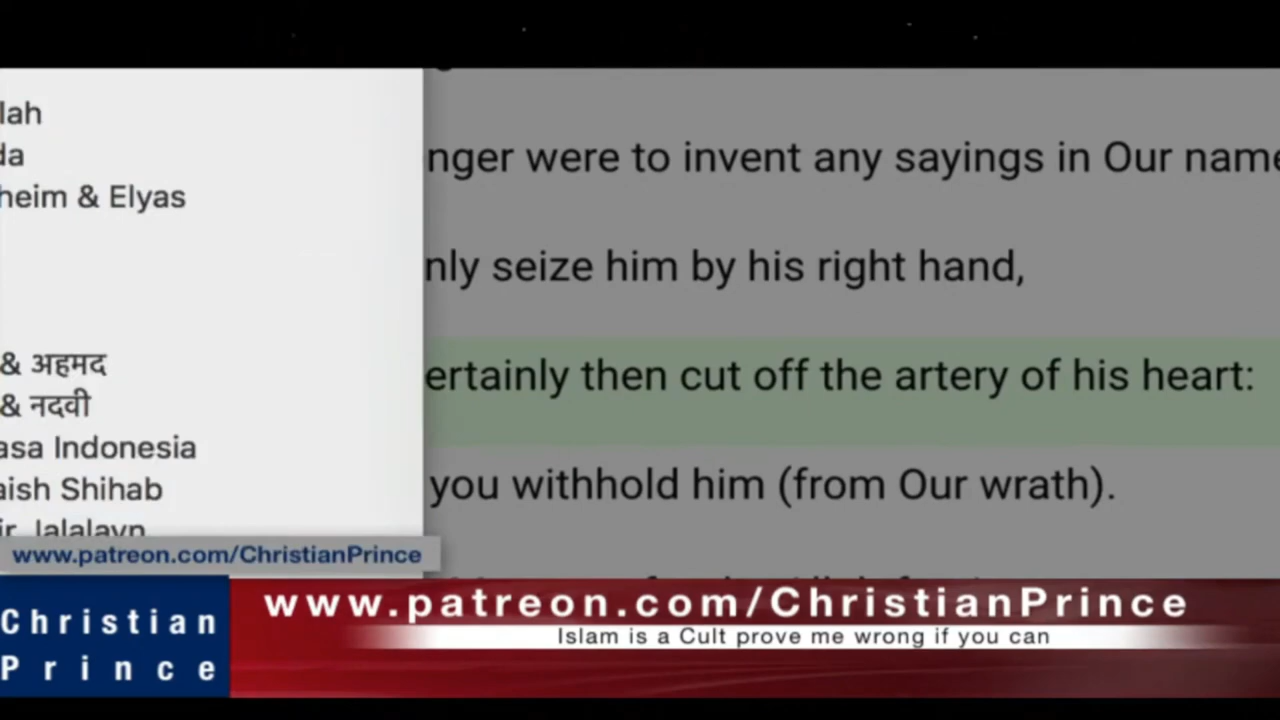 lah
da
heim & Elyas
& अहमद
& नदवी
asa Indonesia
aish Shihab
ir Jalalayn
nger were to invent any sayings in Our name
nly seize him by his right hand,
ertainly then cut off the artery of his heart:
you withhold him (from Our wrath).
www.patreon.com/ChristianPrince
Christian
Prince
www.patreon.com/ChristianPrince
Islam is a Cult prove me wrong if you can